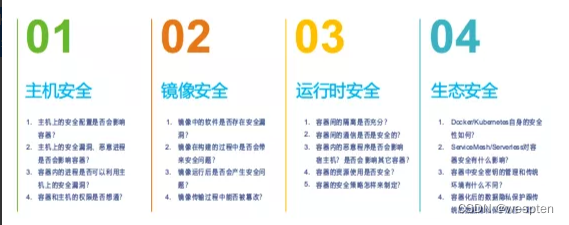 01
主机安全
1. 主机上的安全配置是否会影响
容器?
2. 主机上的安全漏洞、恶意进程
是否会影响容器?
3. 容器内的进程是否可以利用主
机上的安全漏洞?
4. 容器和主机的权限是否想通?
02
镜像安全
1. 镜像中的软件是否存在安全漏
洞?
2. 镜像在构建的过程中是否会带
来安全问题?
3. 镜像运行后是否会产生安全问
题?
4. 镜像传输过程中能否被篡改?
03
运行时安全
1. 容器间的隔离是否充分?
2. 容器间的通信是否是安全的?
3. 容器内的恶意程序是否会影响
宿主机? 是否会影响其它容器?
4. 容器的资源使用是否安全?
5. 容器的安全策略怎样来制定?
04
生态安全
1. Docker/Kubernetes自身的安全
性如何?
2. ServiceMesh/Serverless对容
器安全有什么影响?
3. 容器中安全密钥的管理和传统
环境有什么不同?
4. 容器化后的数据隐私保护跟传
CSDN @vreapten